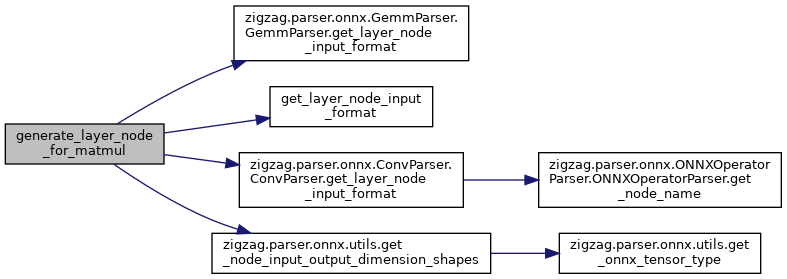 generate_layer_node
_for_matmul
zigzag.parser.onnx.GemmParser.
GemmParser.get_layer_node
_input_format
get_layer_node_input
_format
zigzag.parser.onnx.ConvParser.
ConvParser.get_layer_node
_input_format
zigzag.parser.onnx.ONNXOperator
Parser.ONNXOperatorParser.get
_node_name
zigzag.parser.onnx.utils.get
_node_input_output_dimension_shapes
zigzag.parser.onnx.utils.get
_onnx_tensor_type